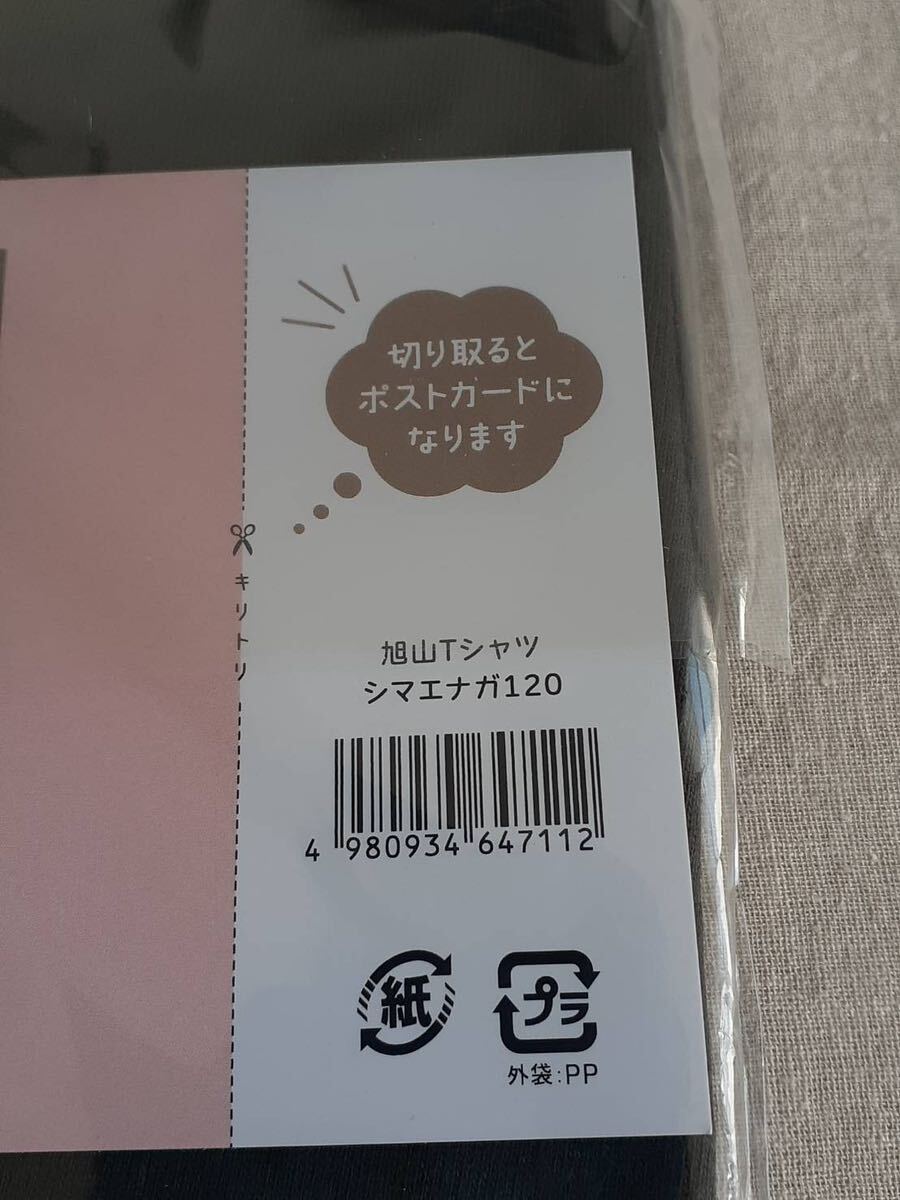 切り取ると
ポストカードに
なります
キリトリ
旭山Tシャツ
シマエナガ120
4 980934 647112
紙
プラ
外袋:PP